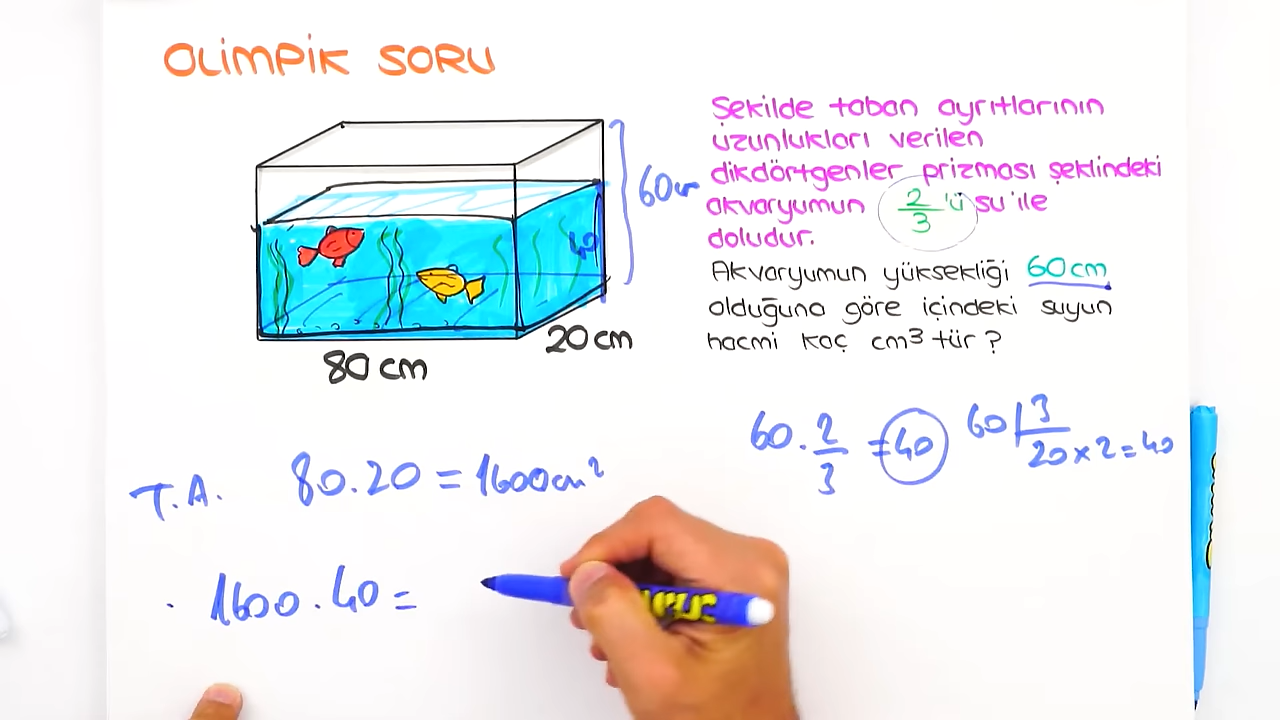 OLİMPİK SORU
Şekilde taban ayrıtlarının
uzunlukları verilen
dikdörtgenler prizması şeklindeki
akvaryumun 2/3 'ü su ile
doludur.
Akvaryumun yüksekliği 60 cm
olduğuna göre içindeki suyun
hacmi kaç cm3 tür?
60 cm
40
20 cm
80 cm
60 . 2/3 = 40
60 3
20 x 2 = 40
T.A. 80.20 = 1600 cm²
. 1600 . 40 =